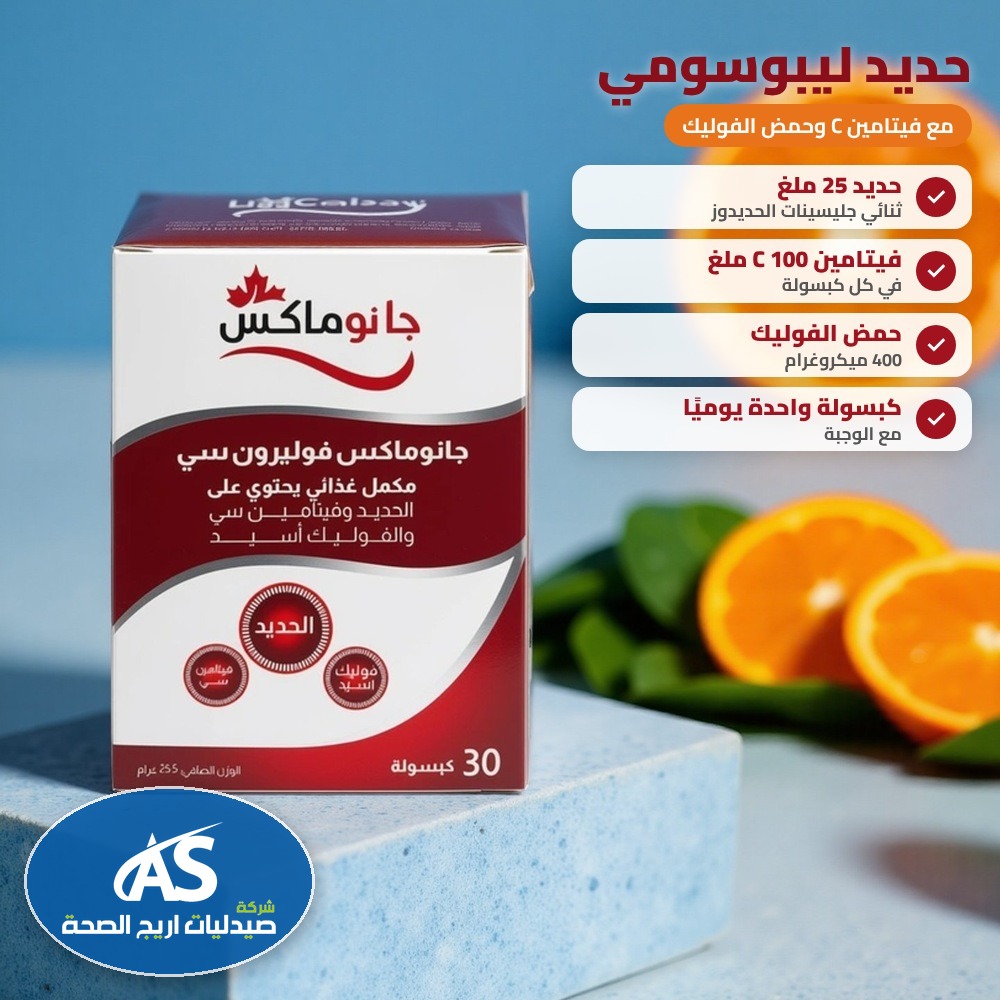 حديد ليبوسومي
مع فيتامين C وحمض الفوليك
حديد 25 ملغ
ثنائي جليسينات الحديدوز
فيتامين C 100 ملغ
في كل كبسولة
حمض الفوليك
400 ميكروغرام
كبسولة واحدة يوميًا
مع الوجبة
جانوماكس
جانوماكس فوليرون سي
مكمل غذائي يحتوي على
الحديد وفيتامين سي
والفوليك أسيد
الحديد
فوليك
أسيد
سي
30 كبسولة
الوزن الصافي: 25.5 غرام
AS
شركة
صيدليات اريج الصحة